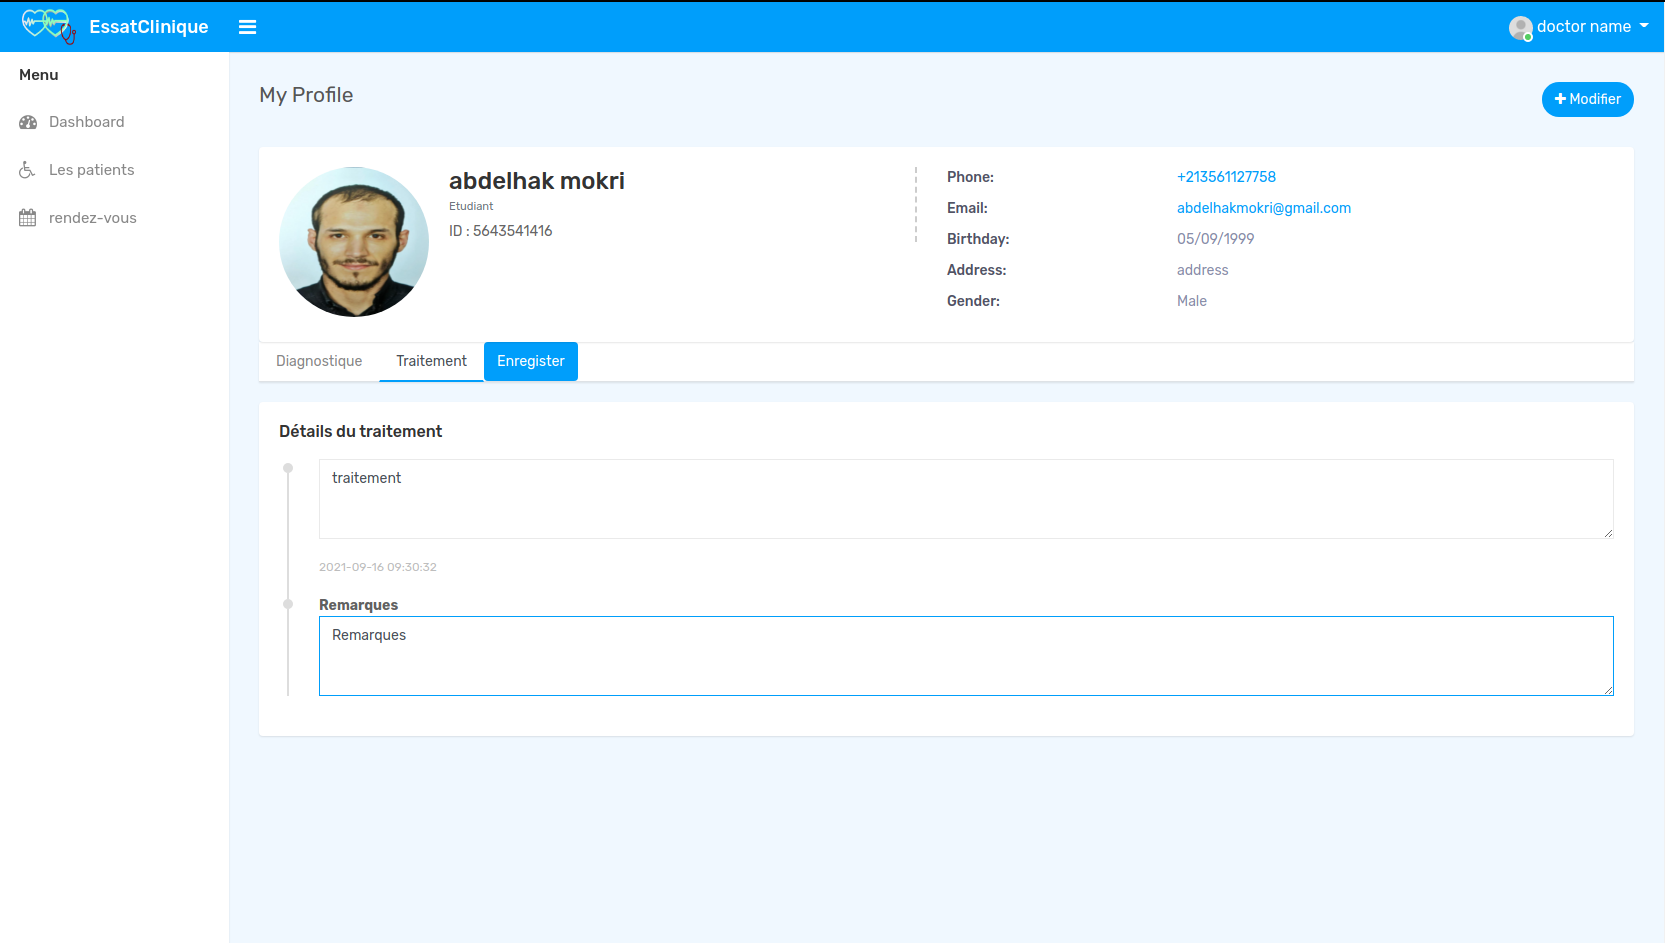 EssatClinique
doctor name
Menu
Dashboard
Les patients
rendez-vous
My Profile
Modifier
abdelhak mokri
Etudiant
ID : 5643541416
Phone: +213561127758
Email: abdelhakmokri@gmail.com
Birthday: 05/09/1999
Address: address
Gender: Male
Diagnostique Traitement Enregister
Détails du traitement
traitement
2021-09-16 09:30:32
Remarques
Remarques